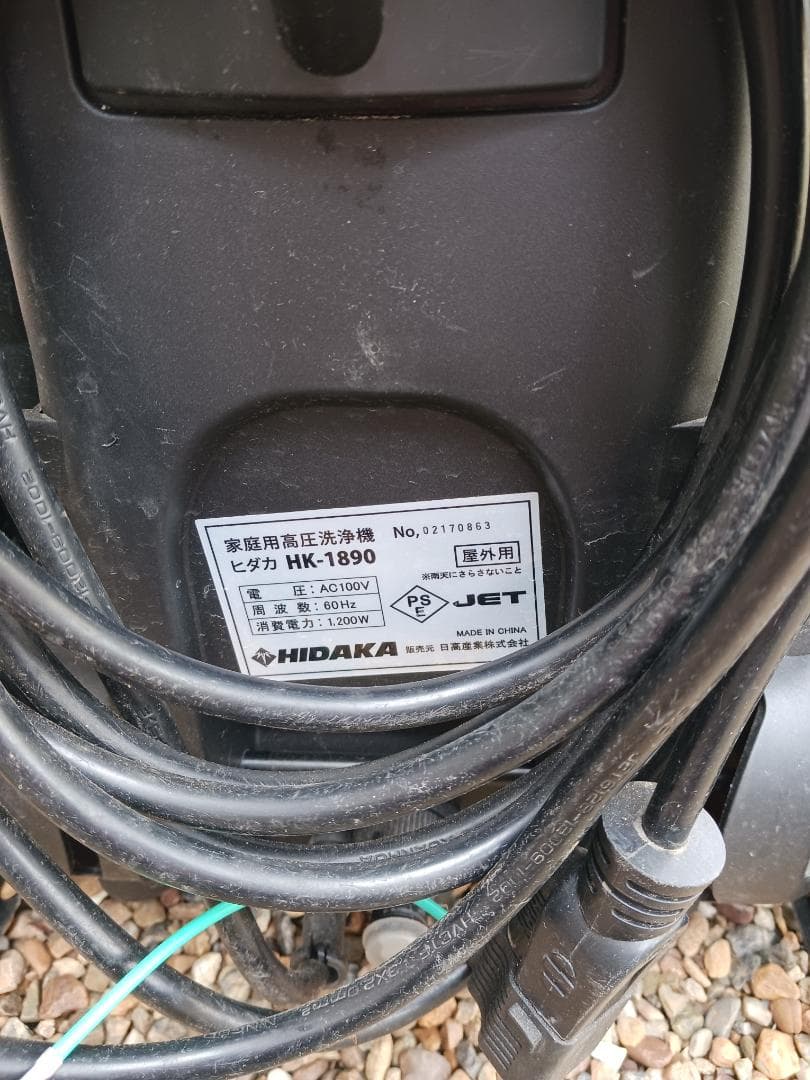 家庭用高圧洗浄機 No,02170863
ヒダカ HK-1890
屋外用
※雨天にさらさないこと
電圧:AC100V
周波数:60Hz
消費電力:1,200W
PS
E
JET
MADE IN CHINA
HIDAKA 販売元 日高産業株式会社